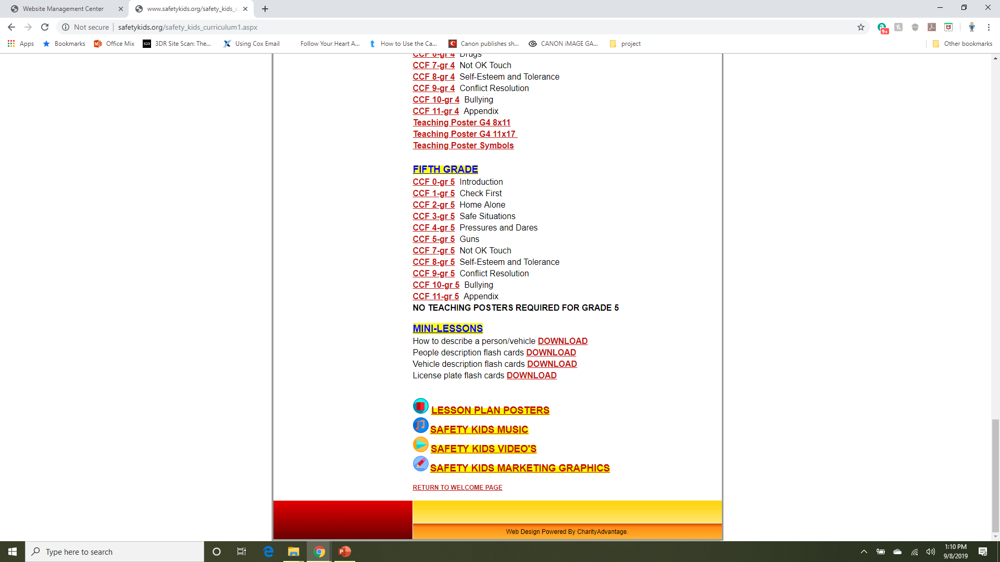 Website Management Center
www.safetykids.org/safety_kids_c
Not secure
safetykids.org/safety_kids_curriculum1.aspx
9+
Apps
Bookmarks
Office Mix
3DR Site Scan: The...
Using Cox Email
Follow Your Heart A...
How to Use the Ca...
Canon publishes sh...
CANON iMAGE GA...
project
Other bookmarks
CCF 6-gr 4 Drugs
CCF 7-gr 4 Not OK Touch
CCF 8-gr 4 Self-Esteem and Tolerance
CCF 9-gr 4 Conflict Resolution
CCF 10-gr 4 Bullying
CCF 11-gr 4 Appendix
Teaching Poster G4 8x11
Teaching Poster G4 11x17
Teaching Poster Symbols
FIFTH GRADE
CCF 0-gr 5 Introduction
CCF 1-gr 5 Check First
CCF 2-gr 5 Home Alone
CCF 3-gr 5 Safe Situations
CCF 4-gr 5 Pressures and Dares
CCF 5-gr 5 Guns
CCF 7-gr 5 Not OK Touch
CCF 8-gr 5 Self-Esteem and Tolerance
CCF 9-gr 5 Conflict Resolution
CCF 10-gr 5 Bullying
CCF 11-gr 5 Appendix
NO TEACHING POSTERS REQUIRED FOR GRADE 5
MINI-LESSONS
How to describe a person/vehicle DOWNLOAD
People description flash cards DOWNLOAD
Vehicle description flash cards DOWNLOAD
License plate flash cards DOWNLOAD
LESSON PLAN POSTERS
SAFETY KIDS MUSIC
SAFETY KIDS VIDEO'S
SAFETY KIDS MARKETING GRAPHICS
RETURN TO WELCOME PAGE
Web Design Powered By CharityAdvantage.
Type here to search
1:10 PM
9/8/2019